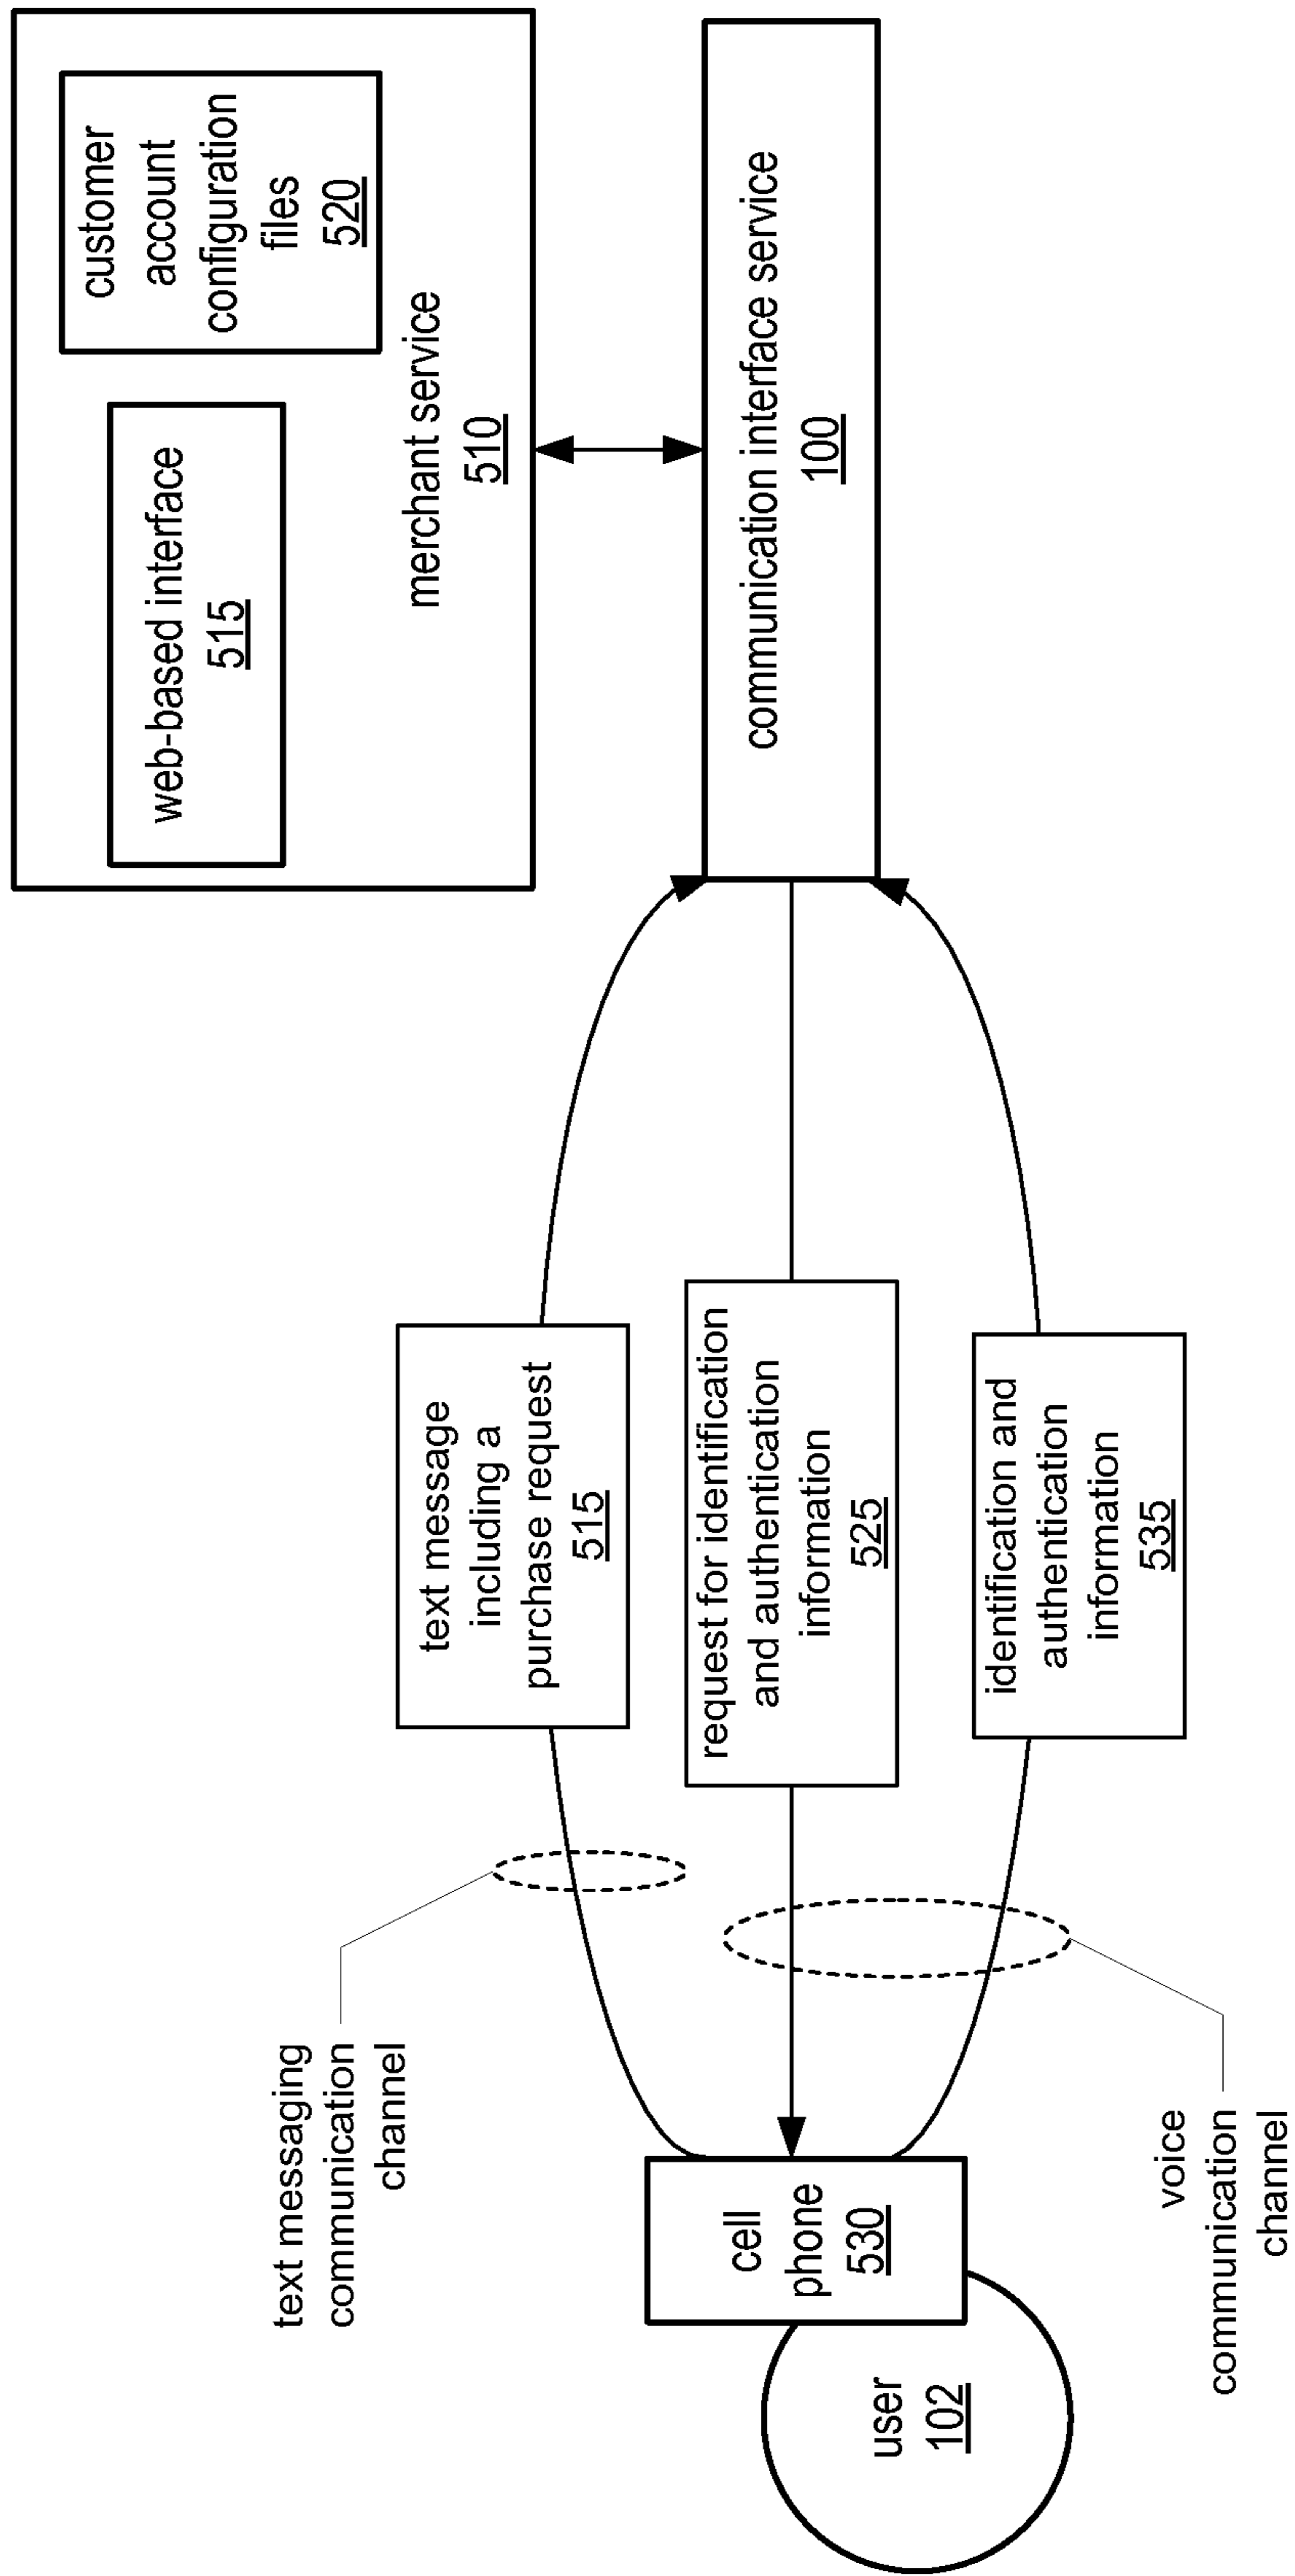 customer
account
configuration
files
520
web-based interface
515
merchant service
510
communication interface service
100
text message
including a
purchase request
515
request for identification
and authentication
information
525
identification and
authentication
information
535
text messaging
communication
channel
cell
phone
530
user
102
voice
communication
channel